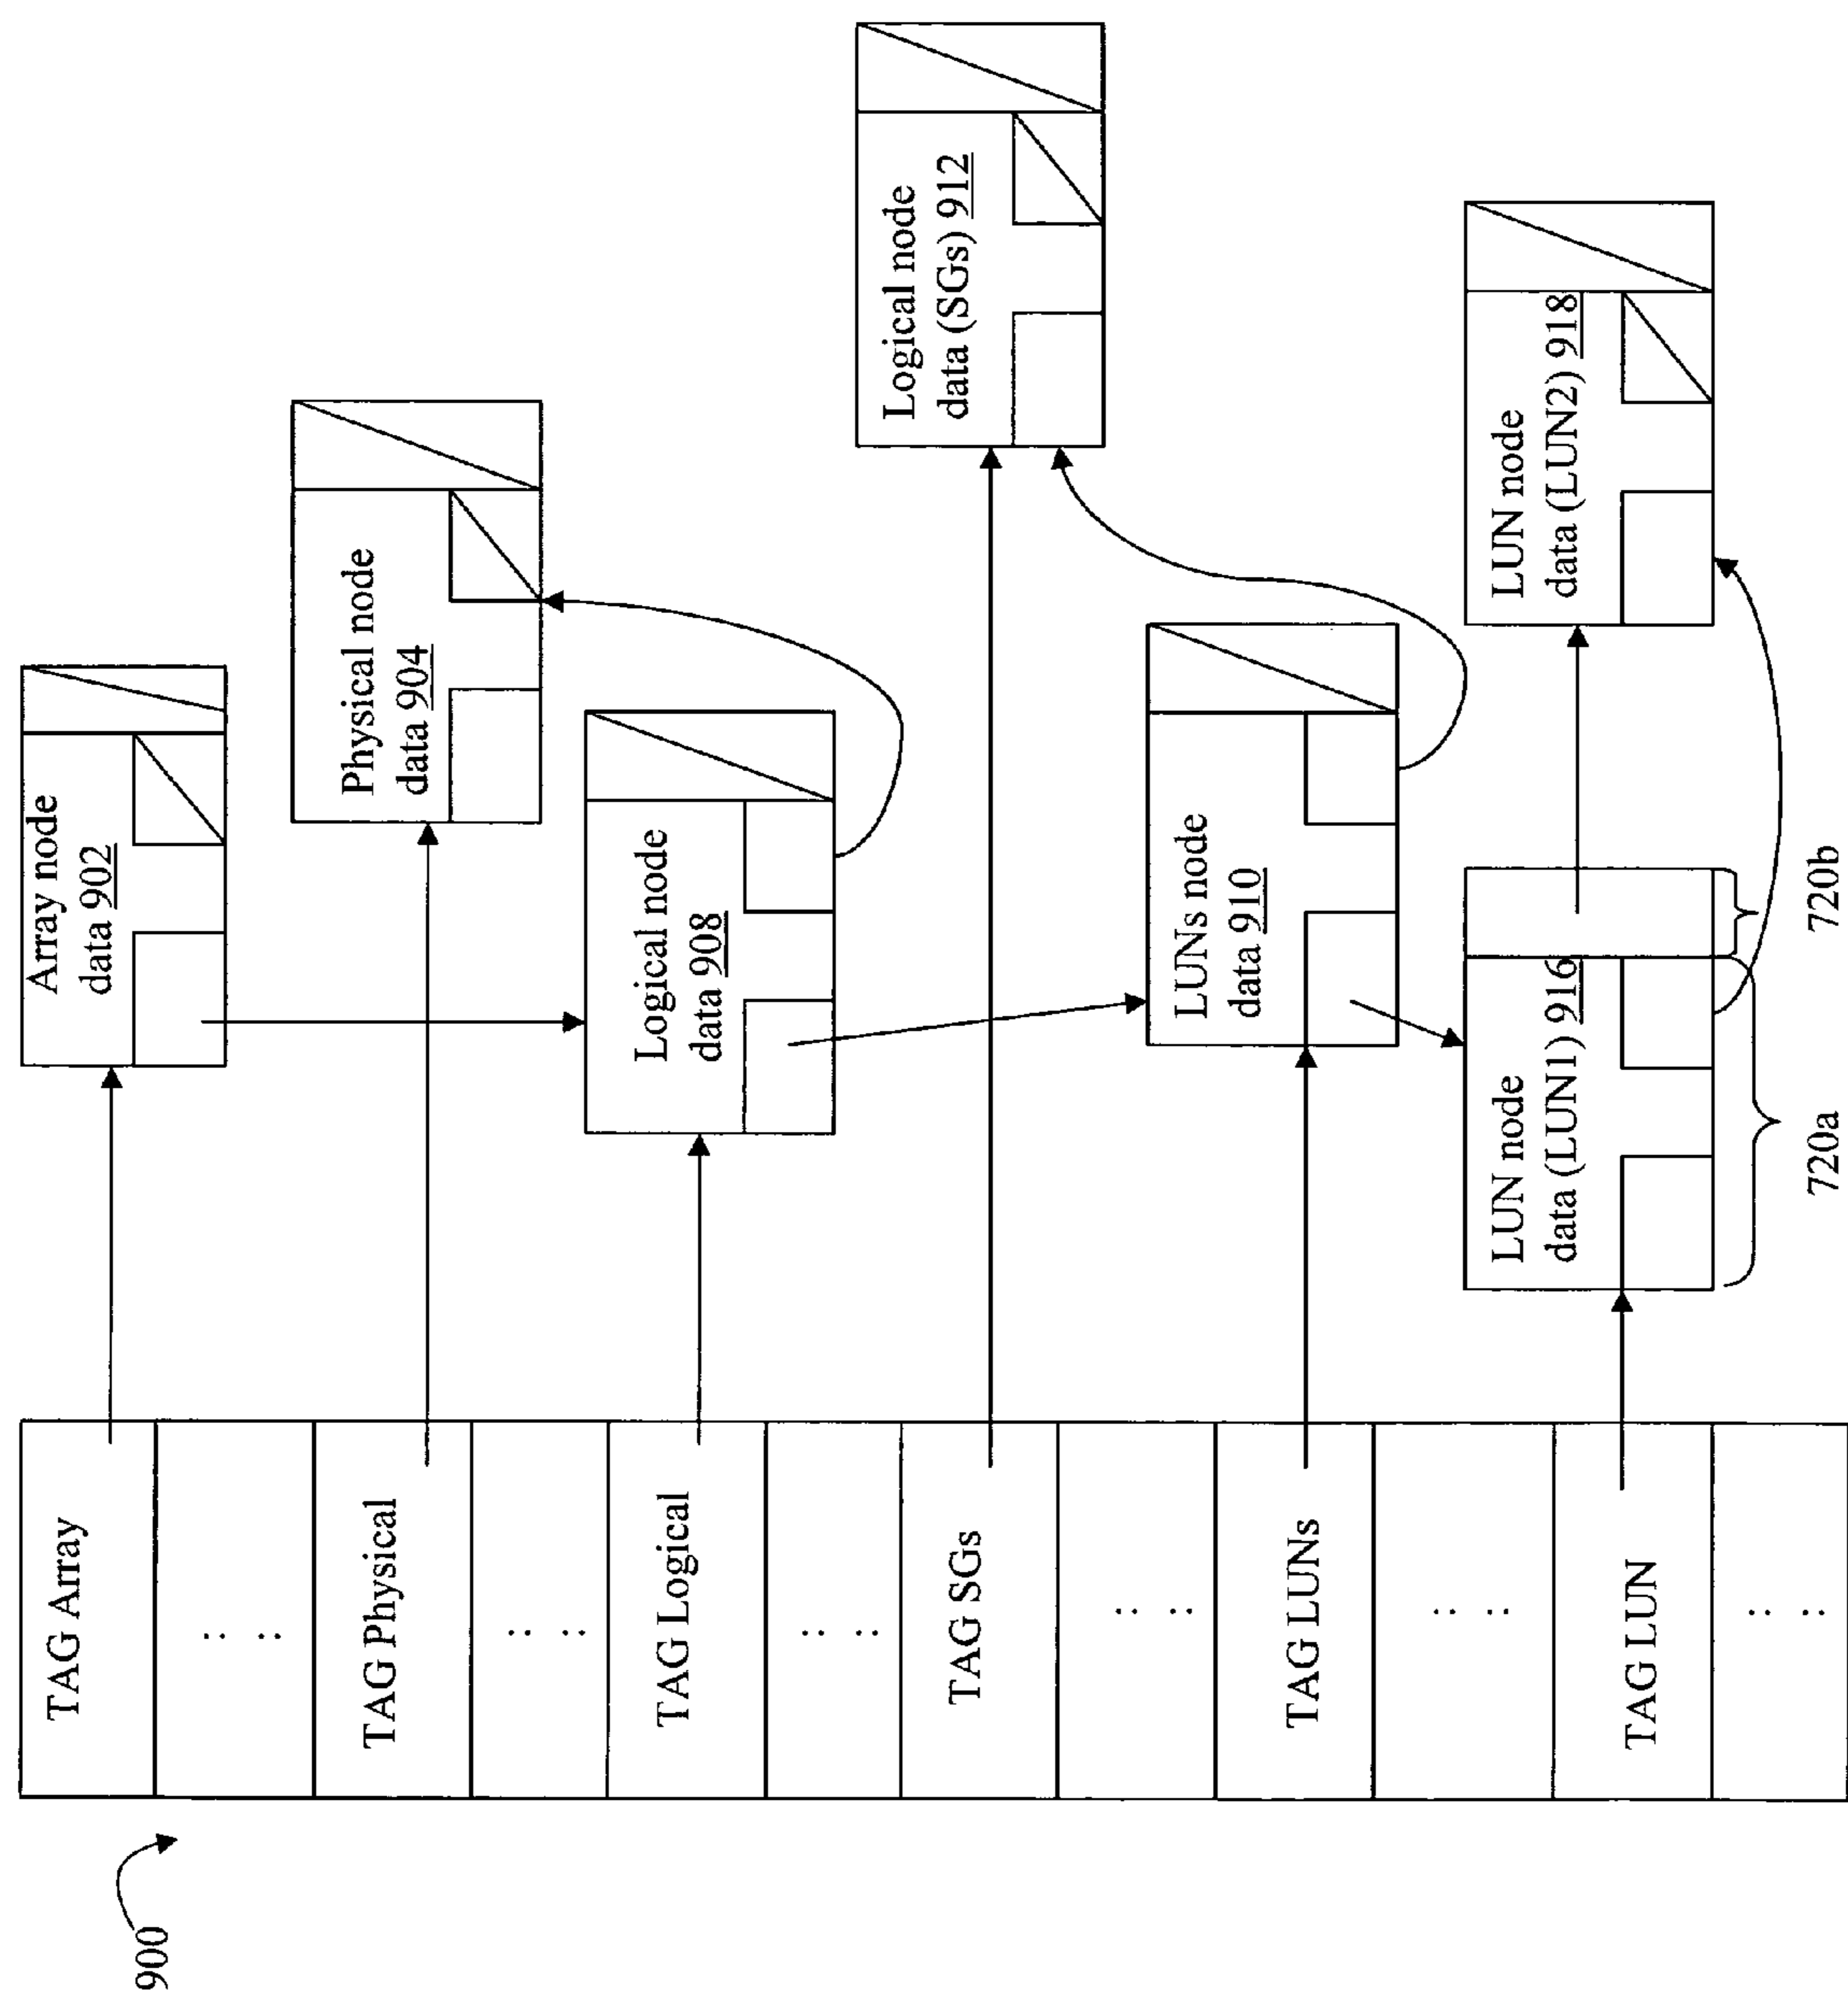 900
TAG Array
: :
TAG Physical
: :
TAG Logical
: :
TAG SGs
: :
TAG LUNs
: :
TAG LUN
: :
Array node
data 902
Physical node
data 904
Logical node
data 908
Logical node
data (SGs) 912
LUNs node
data 910
LUN node
data (LUN1) 916
LUN node
data (LUN2) 918
720a
720b